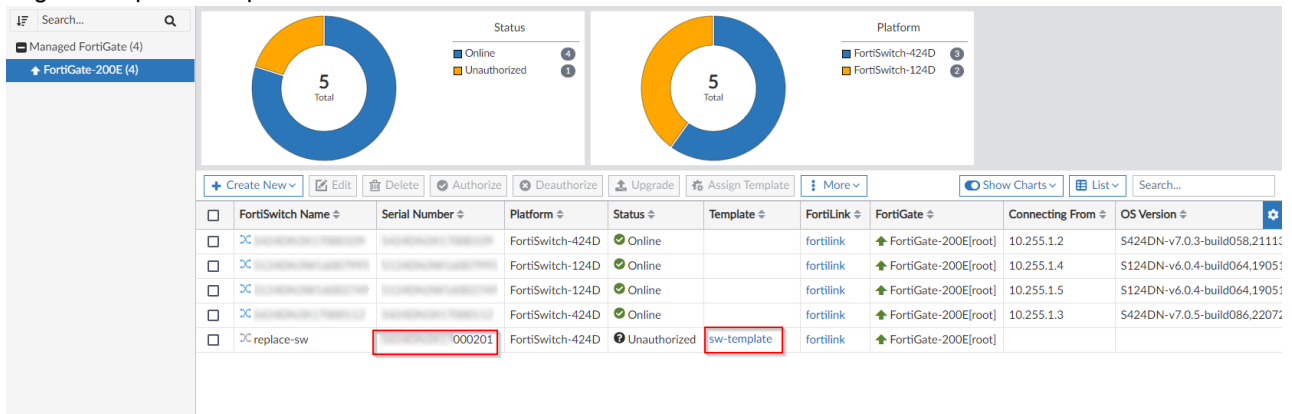 Search...
Managed FortiGate (4)
FortiGate-200E (4)
5
Total
Status
Online 4
Unauthorized 1
5
Total
Platform
FortiSwitch-424D 3
FortiSwitch-124D 2
Create New Edit Delete Authorize Deauthorize Upgrade Assign Template More Show Charts List Search...
FortiSwitch Name Serial Number Platform Status Template FortiLink FortiGate Connecting From OS Version
FortiSwitch-424D Online fortilink FortiGate-200E[root] 10.255.1.2 S424DN-v7.0.3-build058,21113
FortiSwitch-124D Online fortilink FortiGate-200E[root] 10.255.1.4 S124DN-v6.0.4-build064,19051
FortiSwitch-124D Online fortilink FortiGate-200E[root] 10.255.1.5 S124DN-v6.0.4-build064,19051
FortiSwitch-424D Online fortilink FortiGate-200E[root] 10.255.1.3 S424DN-v7.0.5-build086,22072
replace-sw 000201 FortiSwitch-424D Unauthorized sw-template fortilink FortiGate-200E[root]